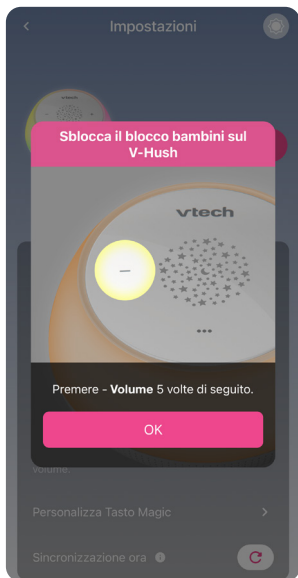 Impostazioni
vtech
Sblocca il blocco bambini sul
V-Hush
vtech
Premere - Volume 5 volte di seguito.
OK
volume.
Personalizza Tasto Magic
Sincronizzazione ora